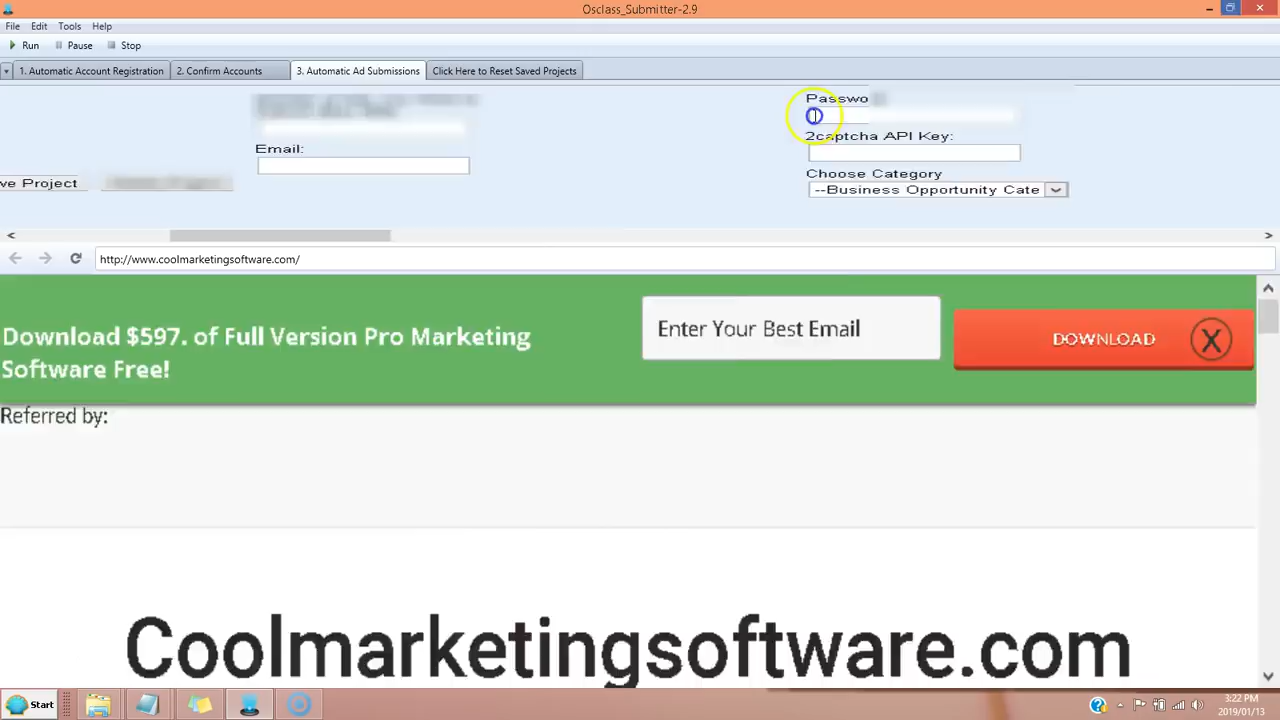 Osclass_Submitter-2.9
File Edit Tools Help
Run Pause Stop
1. Automatic Account Registration 2. Confirm Accounts 3. Automatic Ad Submissions Click Here to Reset Saved Projects
Passwo
Email:
2captcha API Key:
ve Project
Choose Category
--Business Opportunity Cate
http://www.coolmarketingsoftware.com/
Download $597. of Full Version Pro Marketing
Software Free!
Enter Your Best Email
DOWNLOAD
Referred by:
Coolmarketingsoftware.com
Start
3:22 PM
2019/01/13